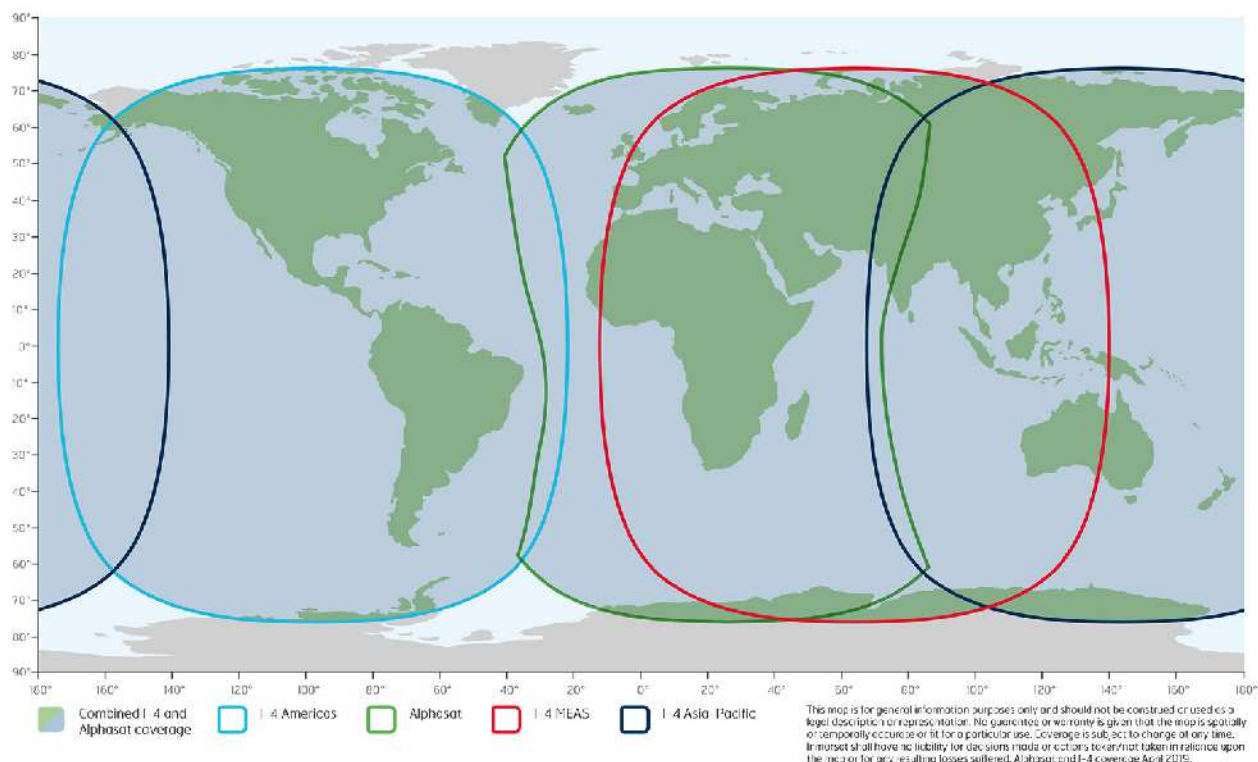 90°
80°
70°
60°
50°
40°
30°
20°
10°
0°
10°
20°
30°
40°
50°
60°
70°
80°
90°
180° 160° 140° 120° 100° 80° 60° 40° 20° 0° 20° 40° 60° 80° 100° 120° 140° 160° 180°
Combined I-4 and
Alphasat coverage
I-4 Americas
Alphasat
I-4 MEAS
I-4 Asia-Pacific
This map is for general information purposes only and should not be construed or used as a
legal description or representation. No guarantee or warranty is given that the map is spatially
or temporally accurate or fit for a particular use. Coverage is subject to change at any time.
Inmarsat shall have no liability for decisions made or actions taken/not taken in reliance upon
the map or for any resulting losses suffered. Alphasat and I-4 coverage April 2019.